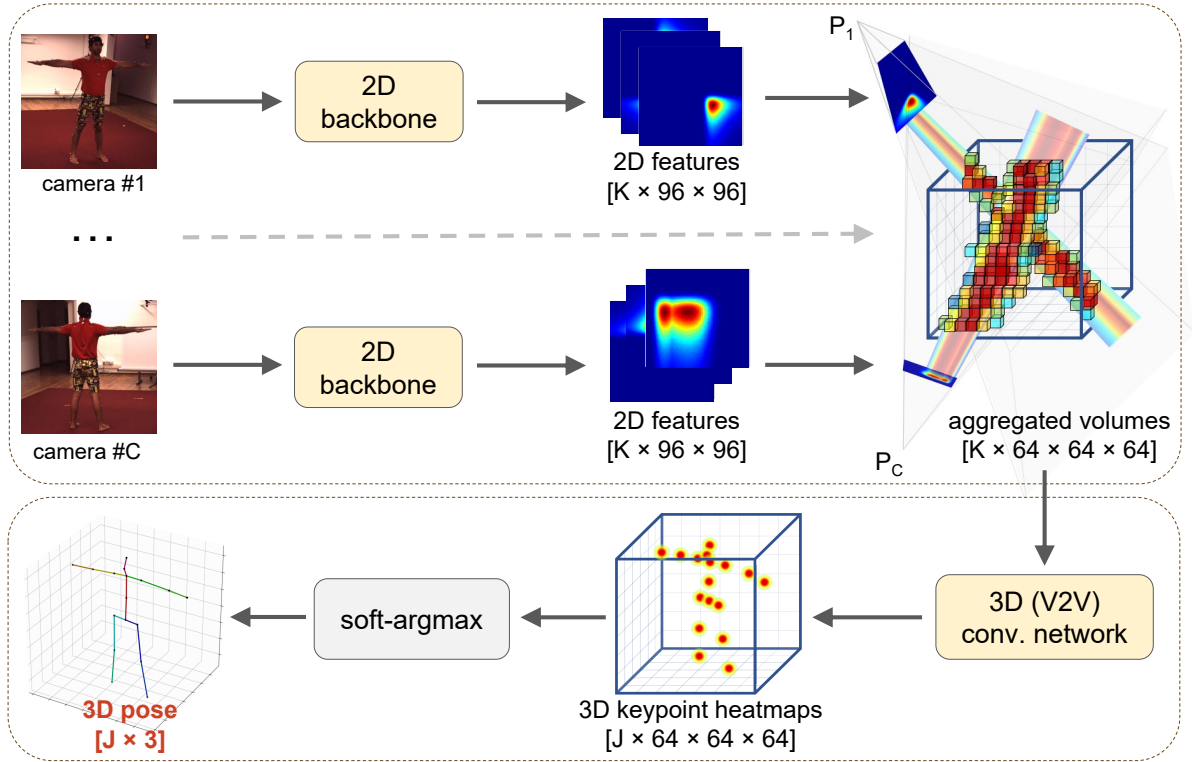 camera #1
2D
backbone
2D features
[K × 96 × 96]
P1
...
camera #C
2D
backbone
2D features
[K × 96 × 96]
PC
aggregated volumes
[K × 64 × 64 × 64]
3D pose
[J × 3]
soft-argmax
3D keypoint heatmaps
[J × 64 × 64 × 64]
3D (V2V)
conv. network